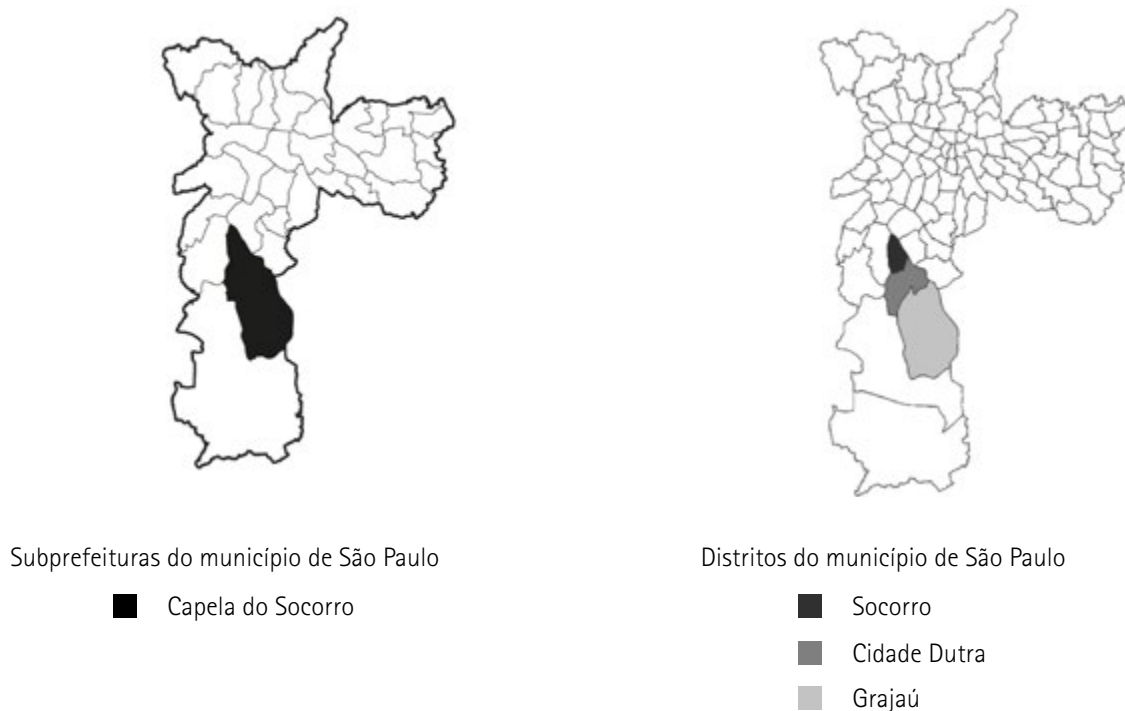 Subprefeituras do município de São Paulo
Capela do Socorro
Distritos do município de São Paulo
Socorro
Cidade Dutra
Grajaú